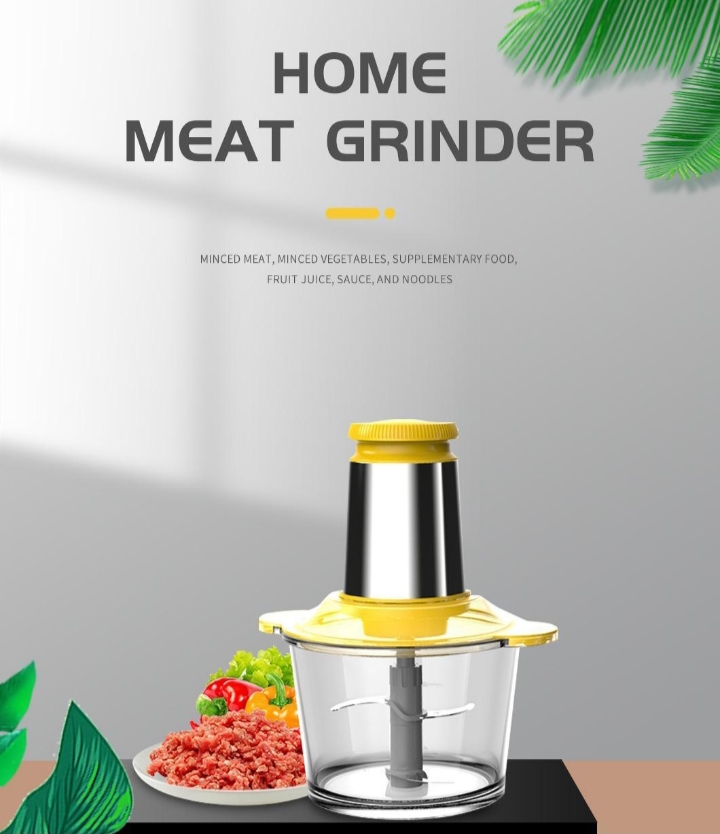 HOME
MEAT GRINDER
MINCED MEAT, MINCED VEGETABLES, SUPPLEMENTARY FOOD,
FRUIT JUICE, SAUCE, AND NOODLES